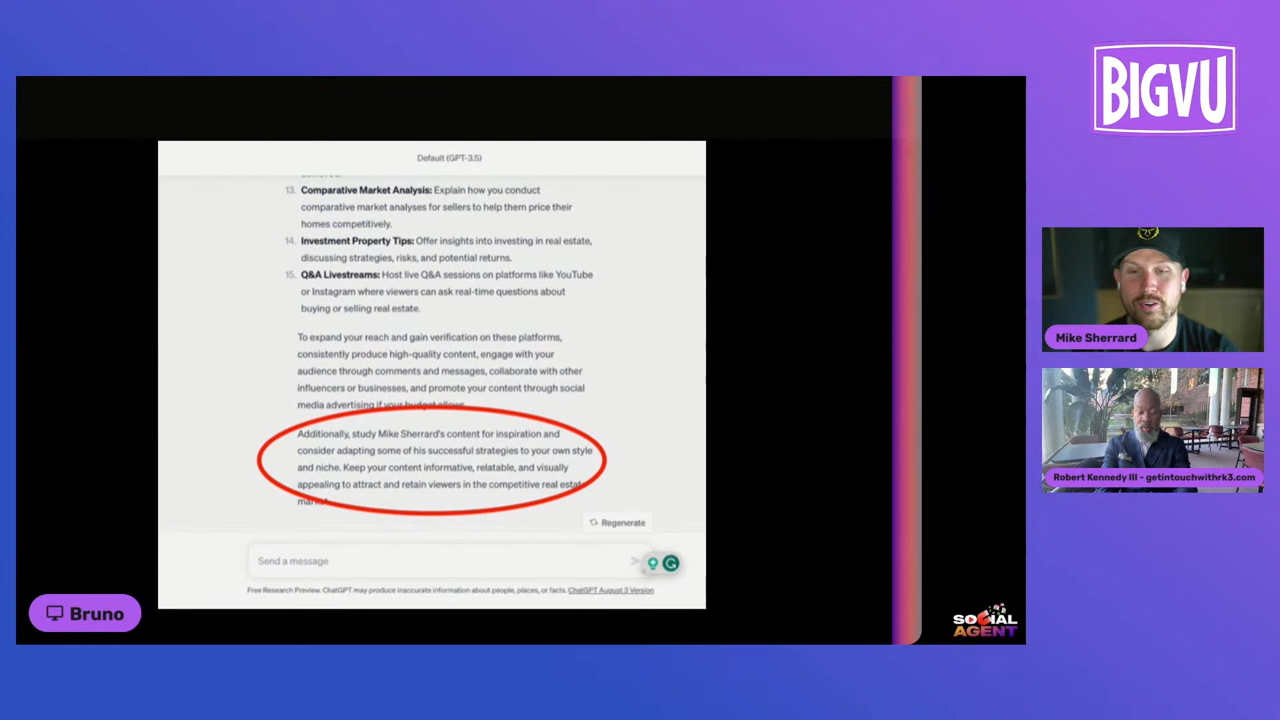 BIGVU
Default (GPT-3.5)
13. Comparative Market Analysis: Explain how you conduct
comparative market analyses for sellers to help them price their
homes competitively.
14. Investment Property Tips: Offer insights into investing in real estate,
discussing strategies, risks, and potential returns.
15. Q&A Livestreams: Host live Q&A sessions on platforms like YouTube
or Instagram where viewers can ask real-time questions about
buying or selling real estate.
To expand your reach and gain verification on these platforms,
consistently produce high-quality content, engage with your
audience through comments and messages, collaborate with other
influencers or businesses, and promote your content through social
media advertising if your budget allows.
Additionally, study Mike Sherrard's content for inspiration and
consider adapting some of his successful strategies to your own style
and niche. Keep your content informative, relatable, and visually
appealing to attract and retain viewers in the competitive real estate
market.
Regenerate
Send a message
Free Research Preview. ChatGPT may produce inaccurate information about people, places, or facts. ChatGPT August 3 Version
Mike Sherrard
Robert Kennedy III - getintouchwithrk3.com
Bruno
SOCIAL
AGENT